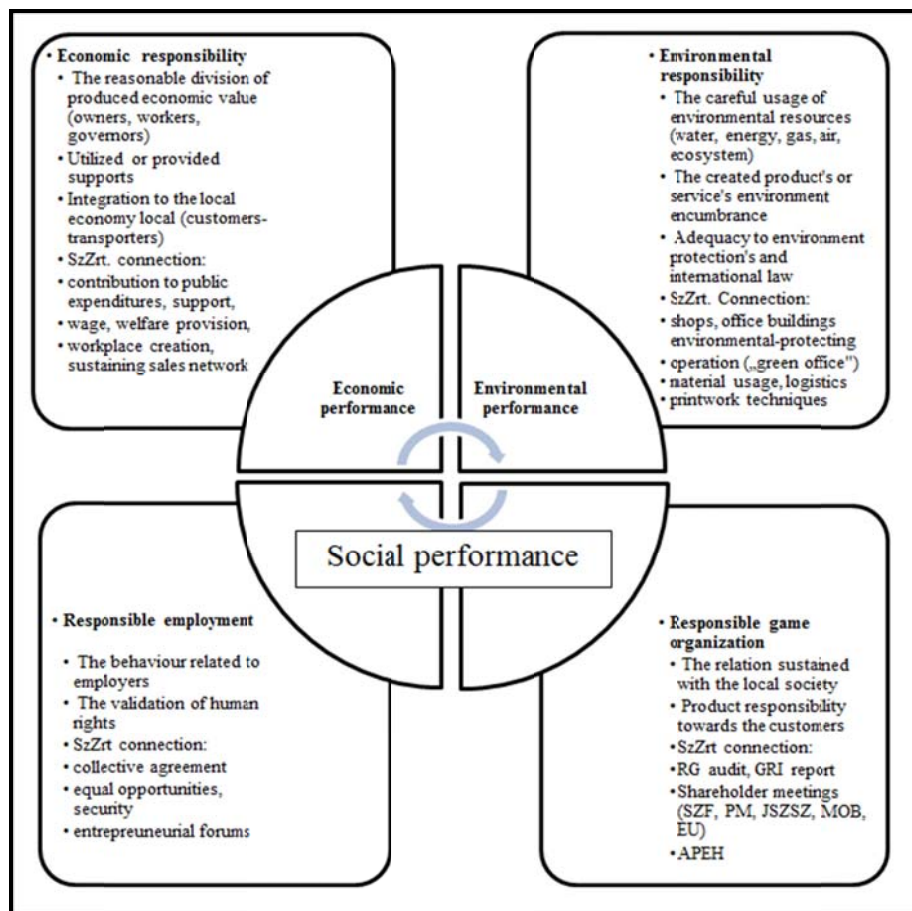 • Economic responsibility
• The reasonable division of
produced economic value
(owners, workers,
governors)
• Utilized or provided
supports
• Integration to the local
economy local (customers-
transporters)
• SzZrt. connection:
• contribution to public
expenditures, support,
• wage, welfare provision,
• workplace creation,
sustaining sales network
• Environmental
responsibility
• The careful usage of
environmental resources
(water, energy, gas, air,
ecosystem)
• The created product's or
service's environment
encumbrance
• Adequacy to environment
protection's and
international law
• SzZrt. Connection:
• shops, office buildings
environmental-protecting
• operation („green office")
• naterial usage, logistics
• printwork techniques
Economic
performance
Environmental
performance
Social performance
• Responsible employment
• The behaviour related to
employers
• The validation of human
rights
• SzZrt connection:
• collective agreement
• equal opportunities,
security
• entrepreuneurial forums
• Responsible game
organization
• The relation sustained
with the local society
• Product responsibility
towards the customers
• SzZrt connection:
• RG audit, GRI report
• Shareholder meetings
(SZF, PM, JSZSZ, MOB,
EU)
• APEH